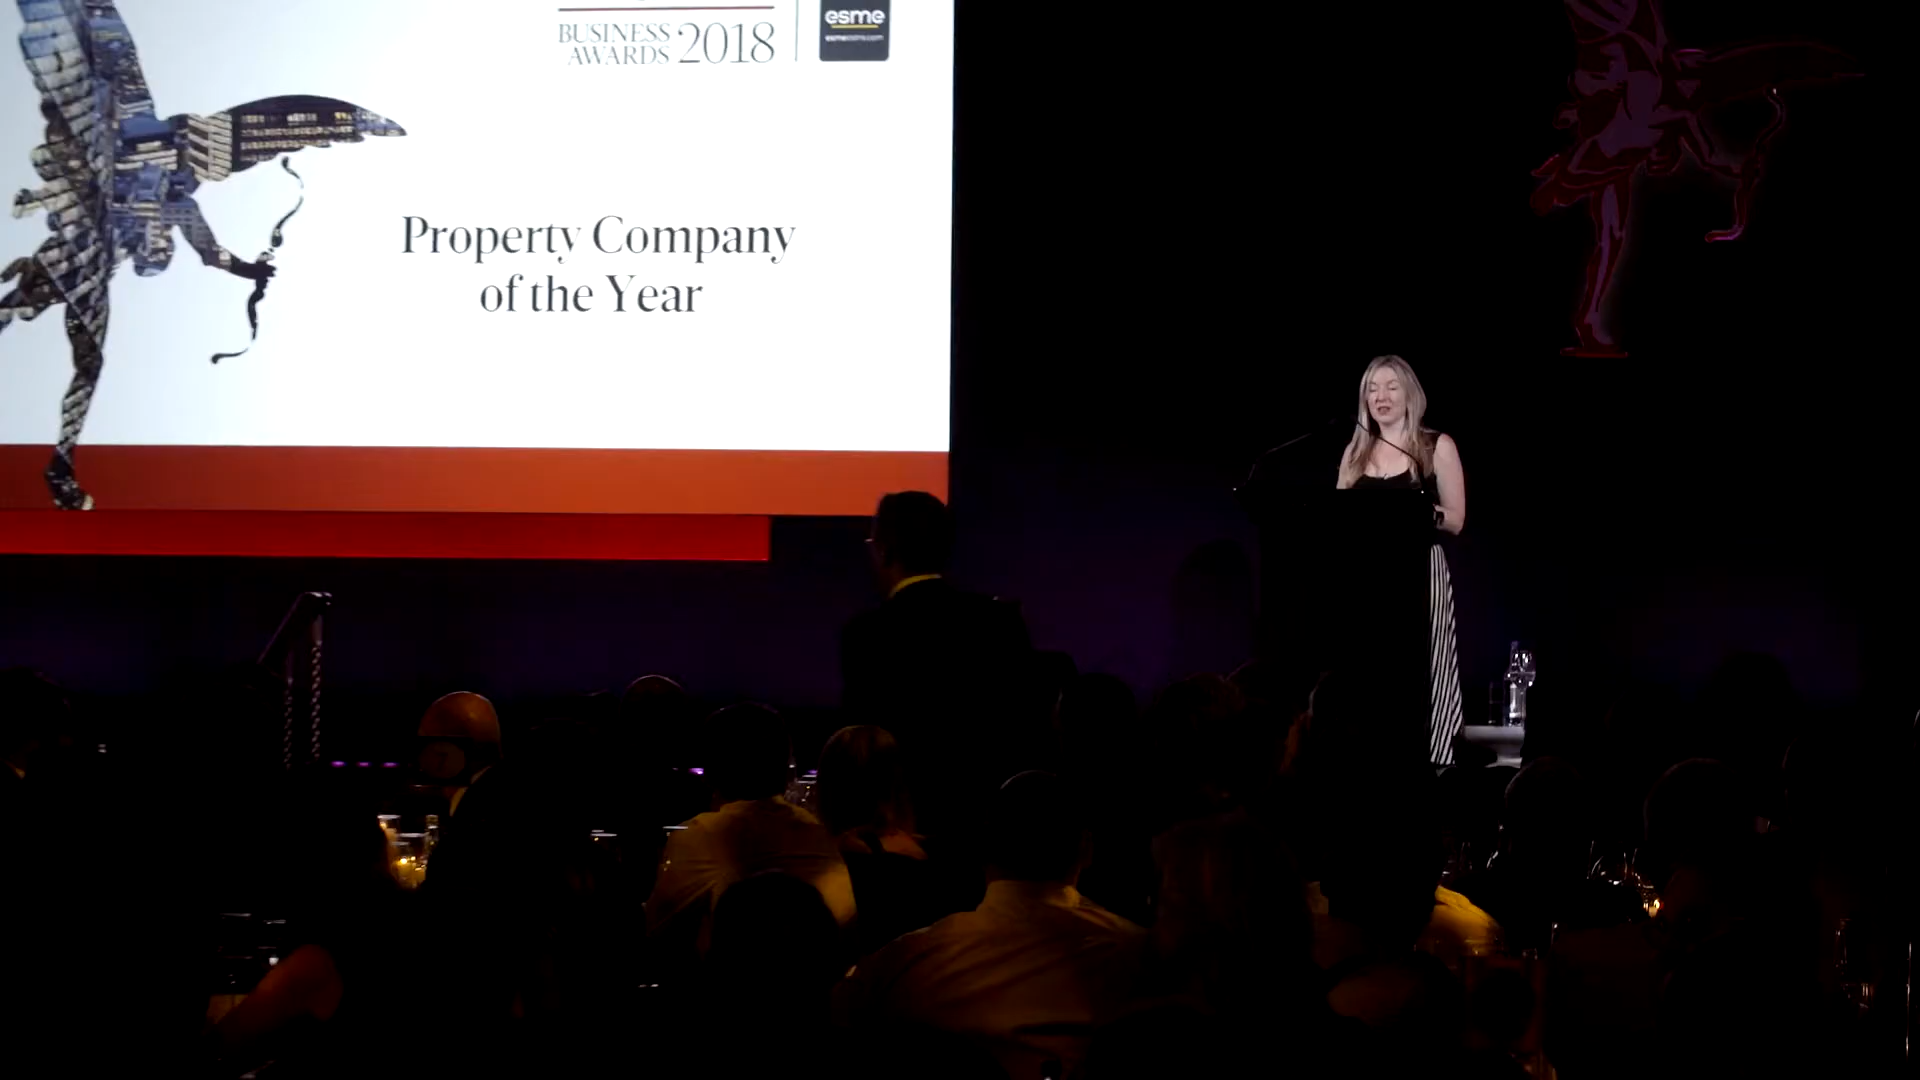 BUSINESS
AWARDS 2018
esme
Property Company
of the Year